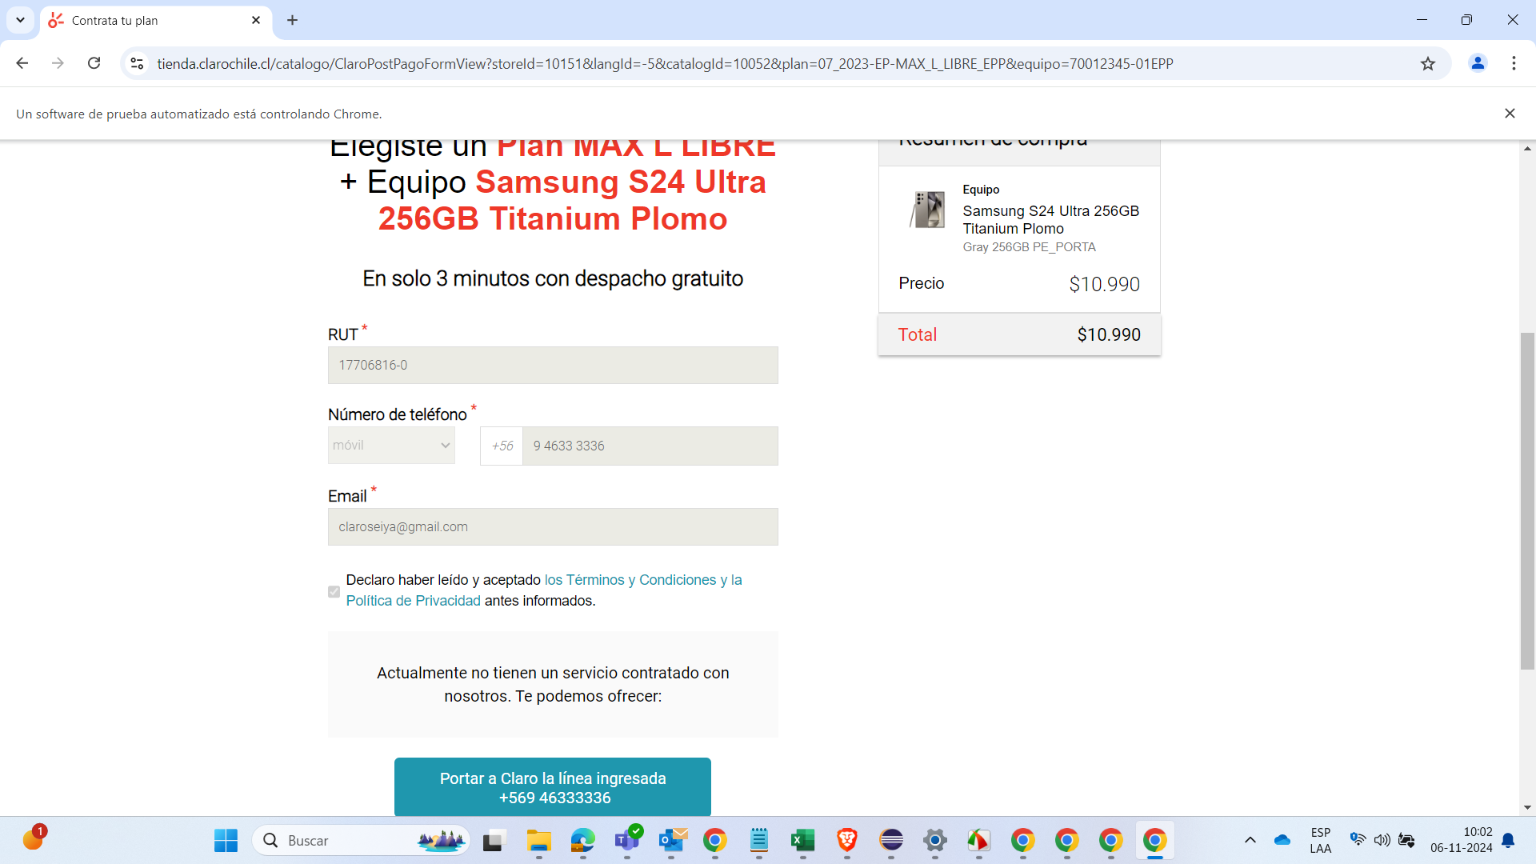 Contrata tu plan
tienda.clarochile.cl/catalogo/ClaroPostPagoFormView?storeId=10151&langId=-5&catalogId=10052&plan=07_2023-EP-MAX_L_LIBRE_EPP&equipo=70012345-01EPP
Un software de prueba automatizado está controlando Chrome.
Elegiste un Plan MAX L LIBRE
+ Equipo Samsung S24 Ultra
256GB Titanium Plomo
En solo 3 minutos con despacho gratuito
RUT *
17706816-0
Número de teléfono *
móvil
+56
9 4633 3336
Email *
claroseiya@gmail.com
Declaro haber leído y aceptado los Términos y Condiciones y la
Política de Privacidad antes informados.
Actualmente no tienen un servicio contratado con
nosotros. Te podemos ofrecer:
Portar a Claro la línea ingresada
+569 46333336
Resumen de compra
Equipo
Samsung S24 Ultra 256GB
Titanium Plomo
Gray 256GB PE_PORTA
Precio $10.990
Total $10.990
1
Buscar
ESP
LAA
10:02
06-11-2024